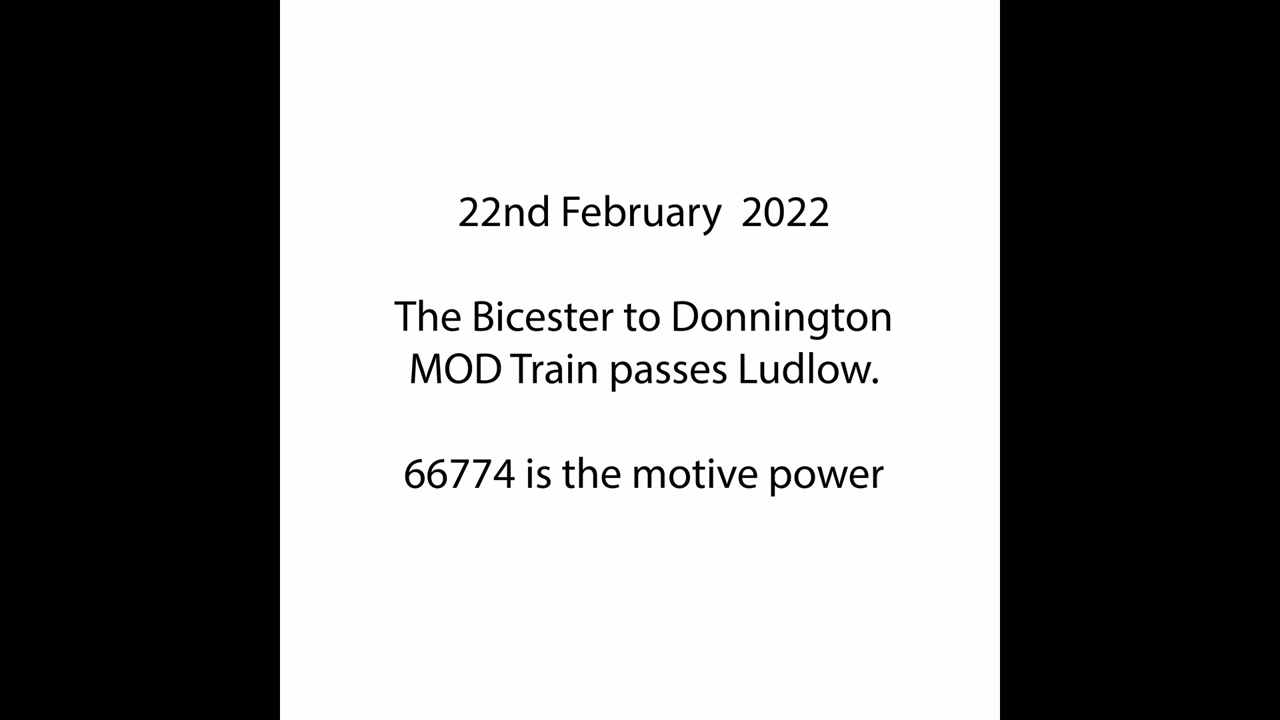 22nd February  2022
The Bicester to Donnington
MOD Train passes Ludlow.
66774 is the motive power